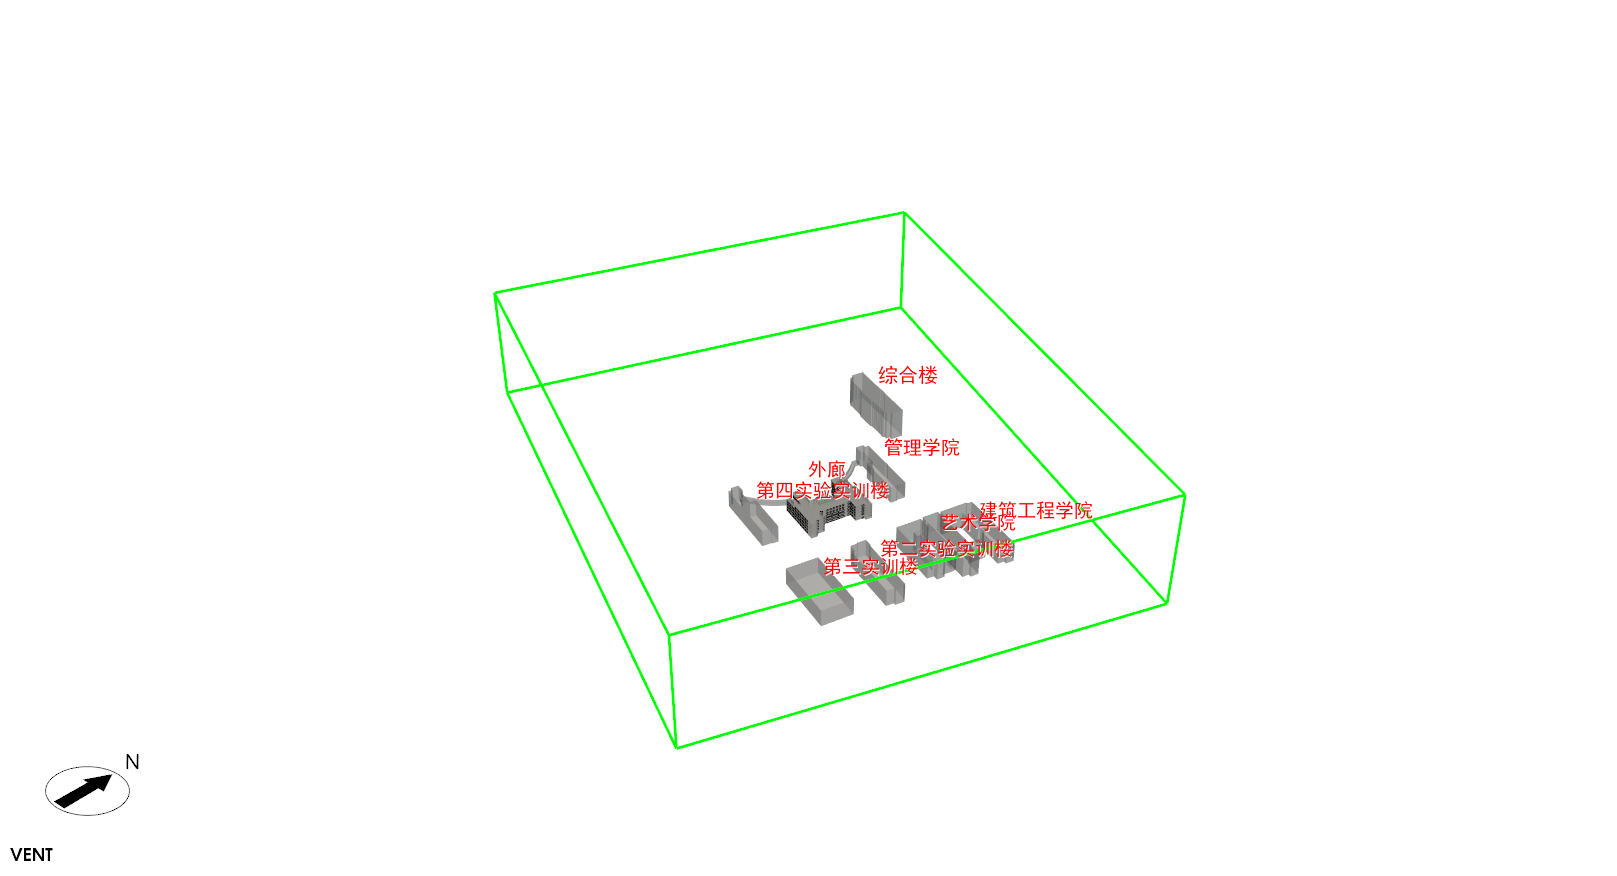 综合楼
管理学院
外廊
第四实验实训楼
建筑工程学院
艺术学院
第二实验实训楼
第三实训楼
N
VENT